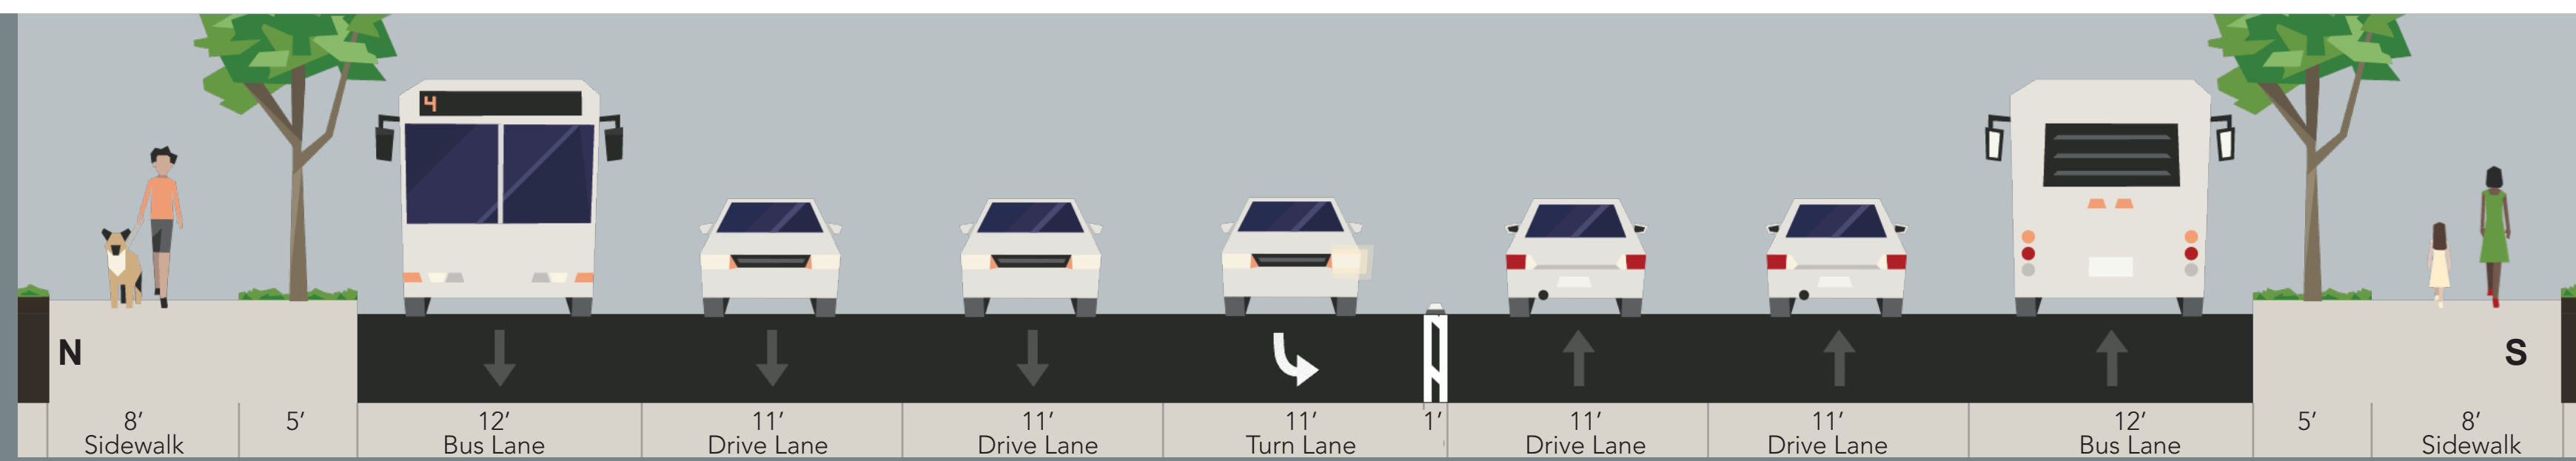 4
N
S
8’ 5’ 12’ 11’ 11’ 11’ 1’ 11’ 11’ 12’ 5’ 8’
Sidewalk Bus Lane Drive Lane Drive Lane Turn Lane Drive Lane Drive Lane Bus Lane Sidewalk